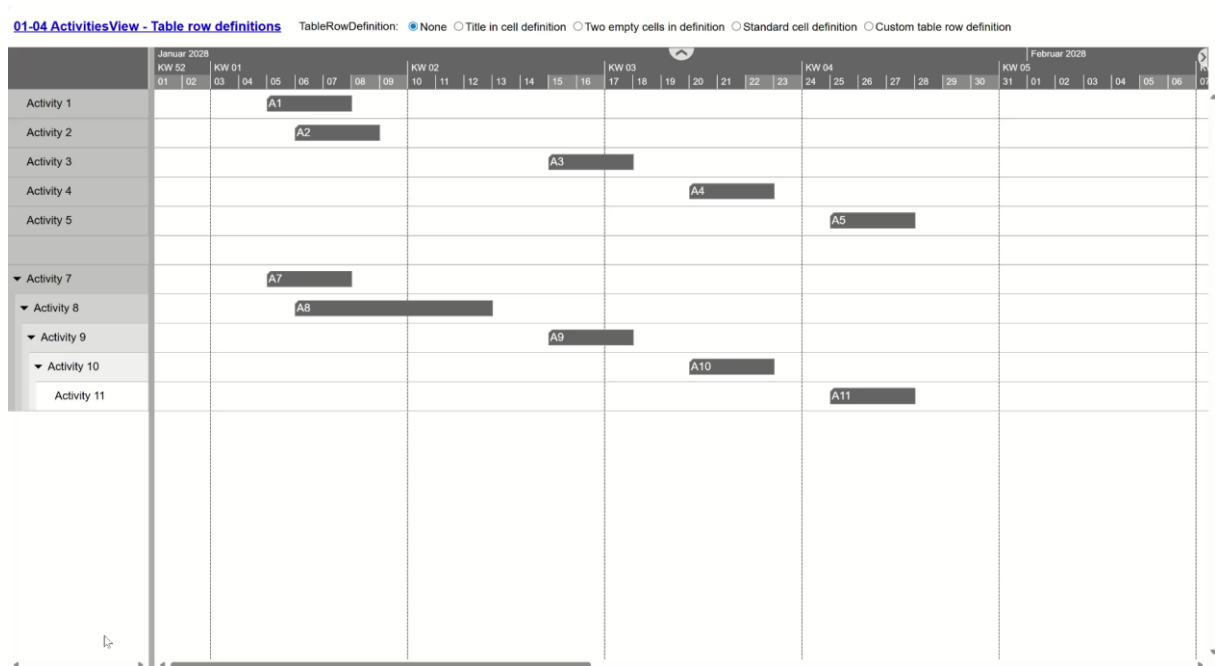 01-04 ActivitiesView - Table row definitions TableRowDefinition: None Title in cell definition Two empty cells in definition Standard cell definition Custom table row definition
Januar 2028 Februar 2028
KW 52 KW 01 KW 02 KW 03 KW 04 KW 05
01 02 03 04 05 06 07 08 09 10 11 12 13 14 15 16 17 18 19 20 21 22 23 24 25 26 27 28 29 30 31 01 02 03 04 05 06 07
Activity 1 A1
Activity 2 A2
Activity 3 A3
Activity 4 A4
Activity 5 A5
Activity 7 A7
Activity 8 A8
Activity 9 A9
Activity 10 A10
Activity 11 A11